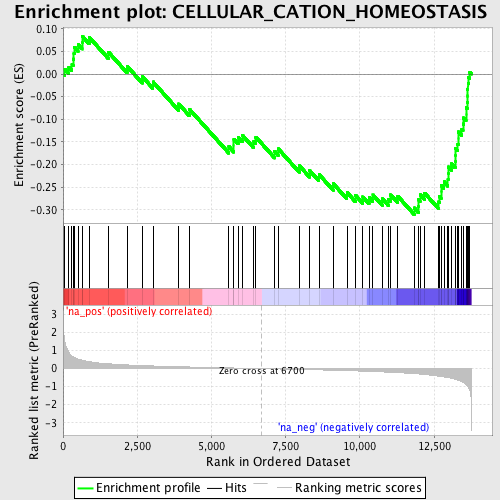 Enrichment plot: CELLULAR_CATION_HOMEOSTASIS
Enrichment score (ES)
0.10
0.05
0.00
-0.05
-0.10
-0.15
-0.20
-0.25
-0.30
'na_pos' (positively correlated)
Ranked list metric (PreRanked)
3
2
1
0
-1
-2
-3
Zero cross at 6700
'na_neg' (negatively correlated)
0
2,500
5,000
7,500
10,000
12,500
Rank in Ordered Dataset
Enrichment profile
Hits
Ranking metric scores